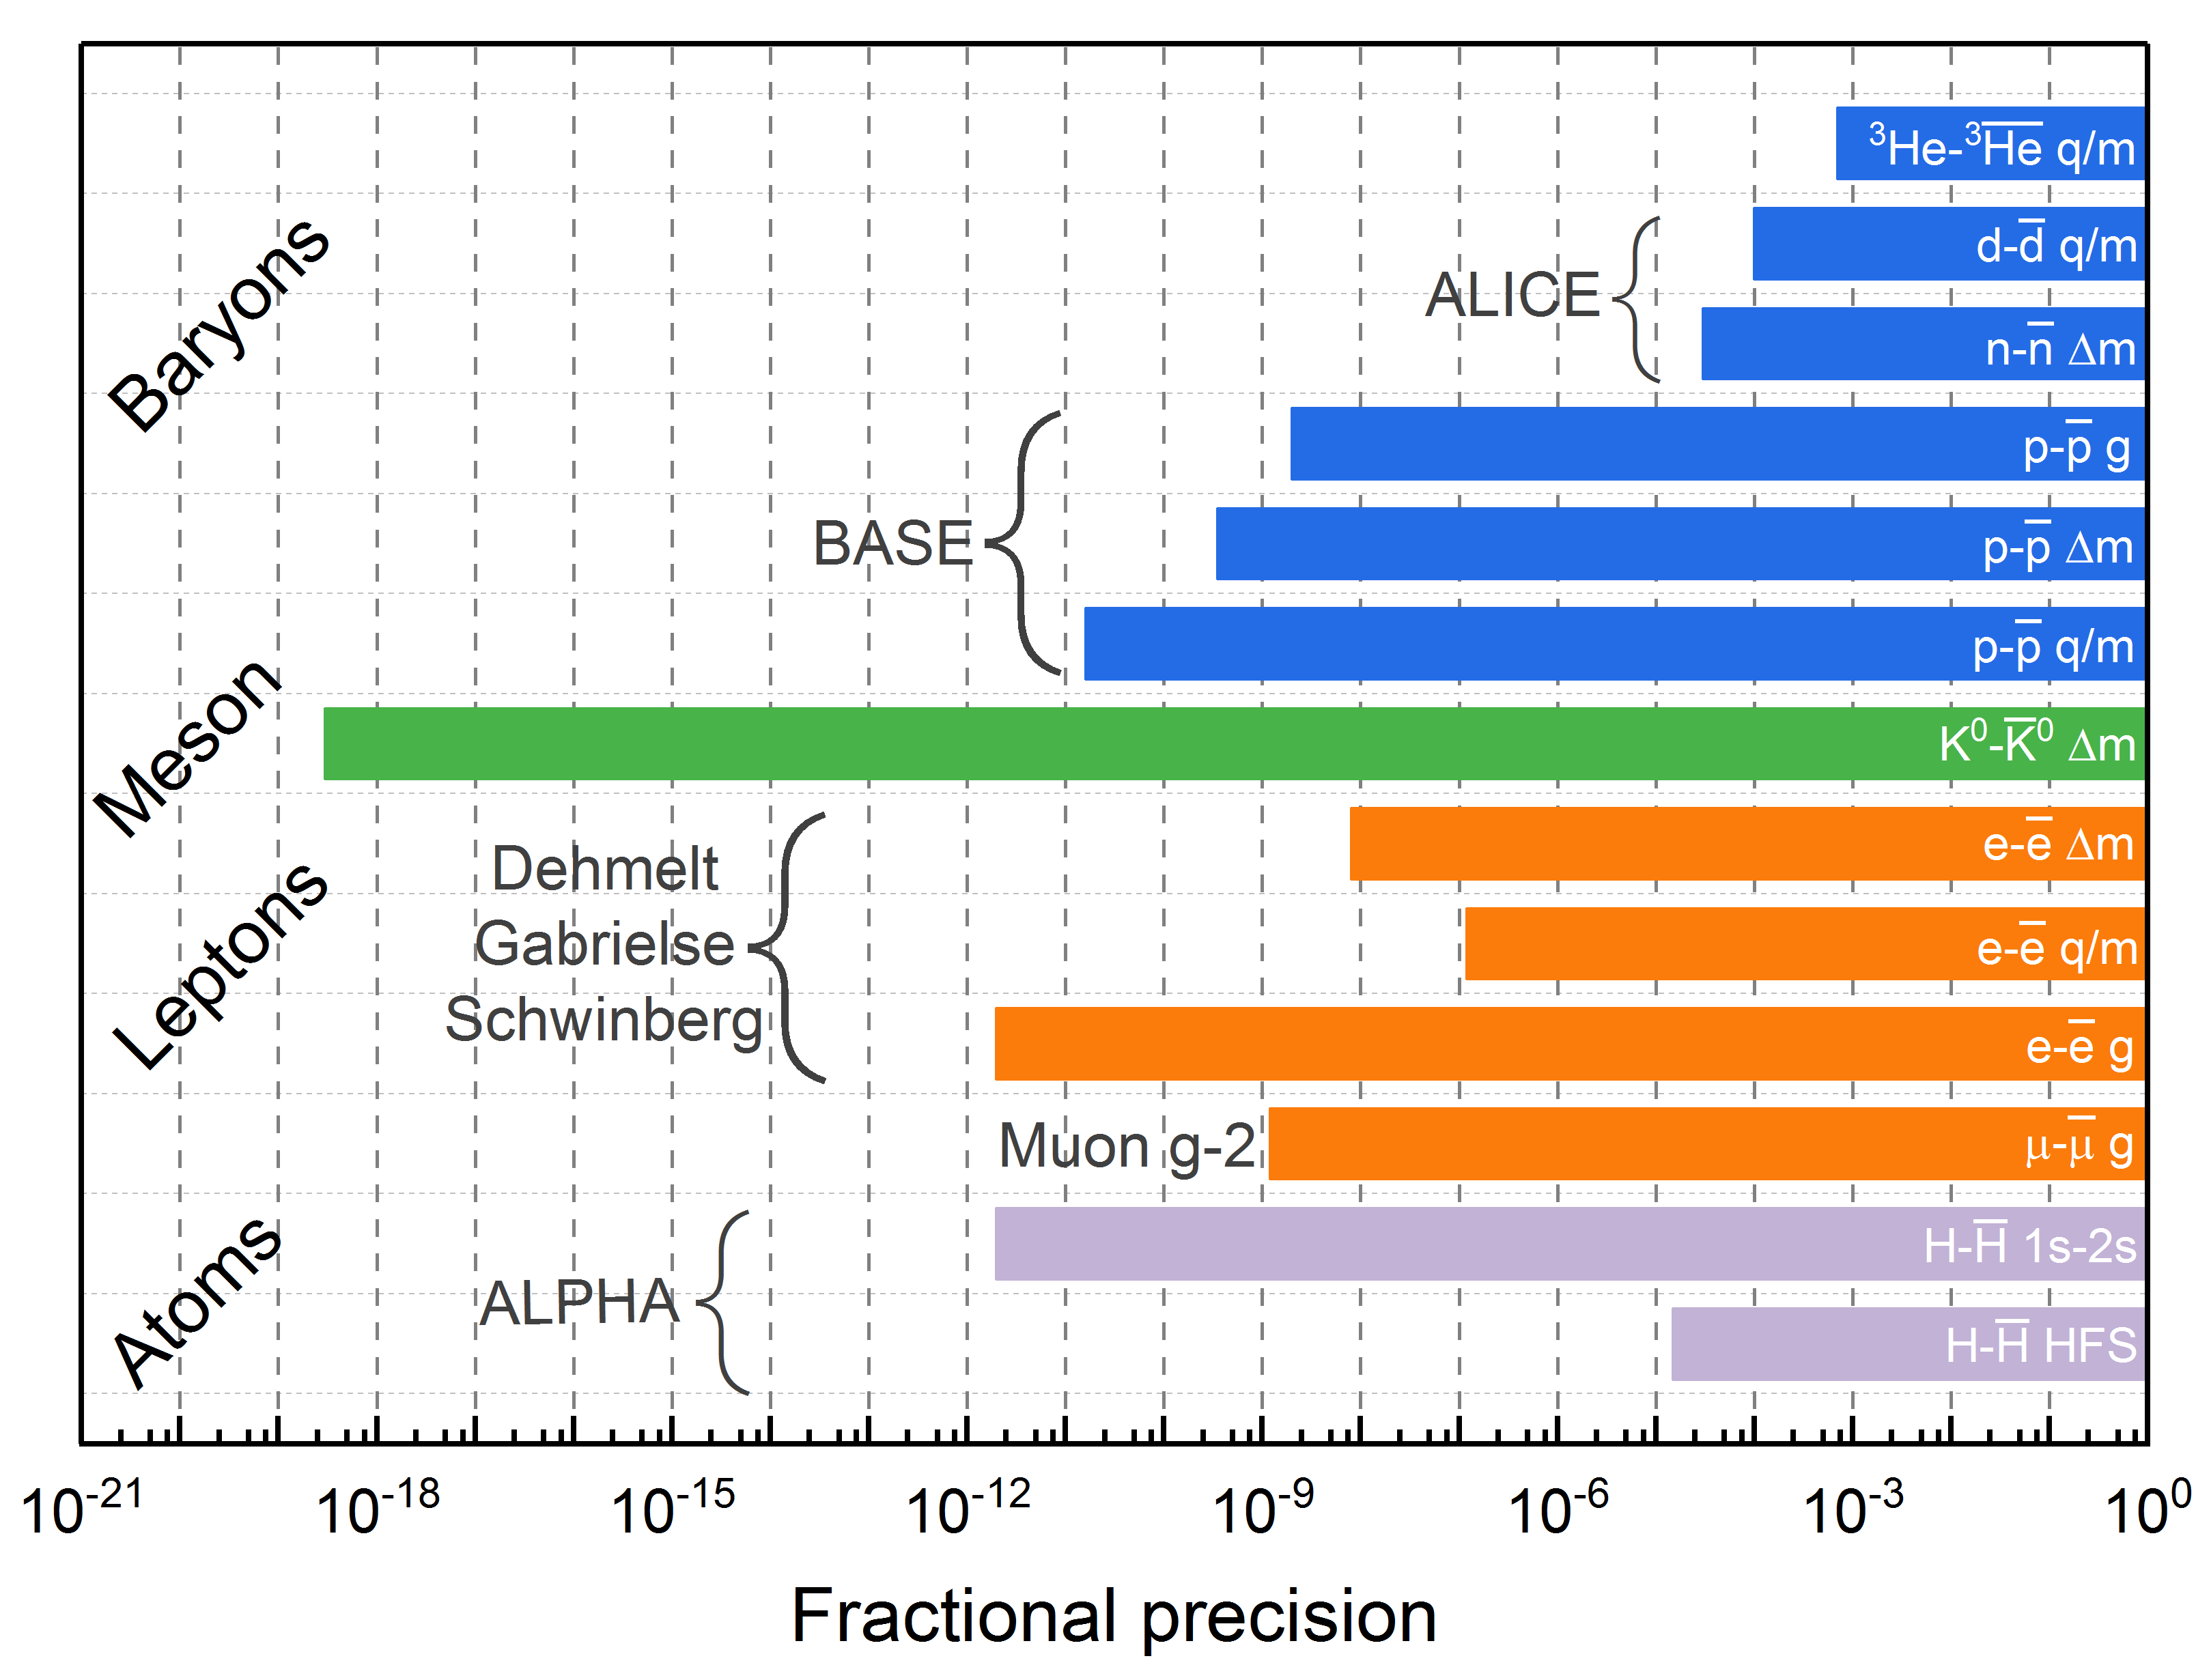 ³He-³H̅e̅ q/m
d-d̅ q/m
ALICE
n-n̅ Δm
Baryons
p-p̅ g
BASE
p-p̅ Δm
p-p̅ q/m
Meson
K⁰-K̅⁰ Δm
e-e̅ Δm
Dehmelt
Gabrielse
Schwinberg
e-e̅ q/m
Leptons
e-e̅ g
Muon g-2
μ-μ̅ g
H-H̅ 1s-2s
ALPHA
Atoms
H-H̅ HFS
10⁻²¹ 10⁻¹⁸ 10⁻¹⁵ 10⁻¹² 10⁻⁹ 10⁻⁶ 10⁻³ 10⁰
Fractional precision